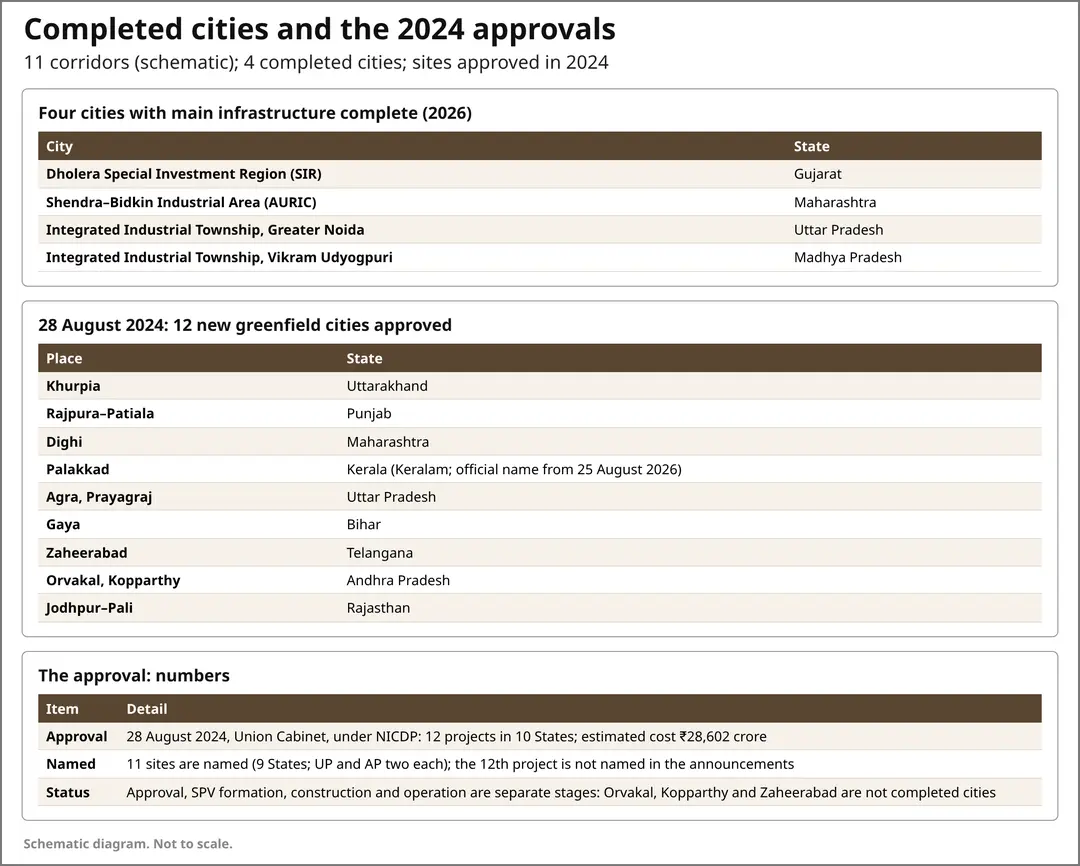 Completed cities and the 2024 approvals
11 corridors (schematic); 4 completed cities; sites approved in 2024
Four cities with main infrastructure complete (2026)
City State
Dholera Special Investment Region (SIR) Gujarat
Shendra–Bidkin Industrial Area (AURIC) Maharashtra
Integrated Industrial Township, Greater Noida Uttar Pradesh
Integrated Industrial Township, Vikram Udyogpuri Madhya Pradesh
28 August 2024: 12 new greenfield cities approved
Place State
Khurpia Uttarakhand
Rajpura–Patiala Punjab
Dighi Maharashtra
Palakkad Kerala (Keralam; official name from 25 August 2026)
Agra, Prayagraj Uttar Pradesh
Gaya Bihar
Zaheerabad Telangana
Orvakal, Kopparthy Andhra Pradesh
Jodhpur–Pali Rajasthan
The approval: numbers
Item Detail
Approval 28 August 2024, Union Cabinet, under NICDP: 12 projects in 10 States; estimated cost ₹28,602 crore
Named 11 sites are named (9 States; UP and AP two each); the 12th project is not named in the announcements
Status Approval, SPV formation, construction and operation are separate stages: Orvakal, Kopparthy and Zaheerabad are not completed cities
Schematic diagram. Not to scale.